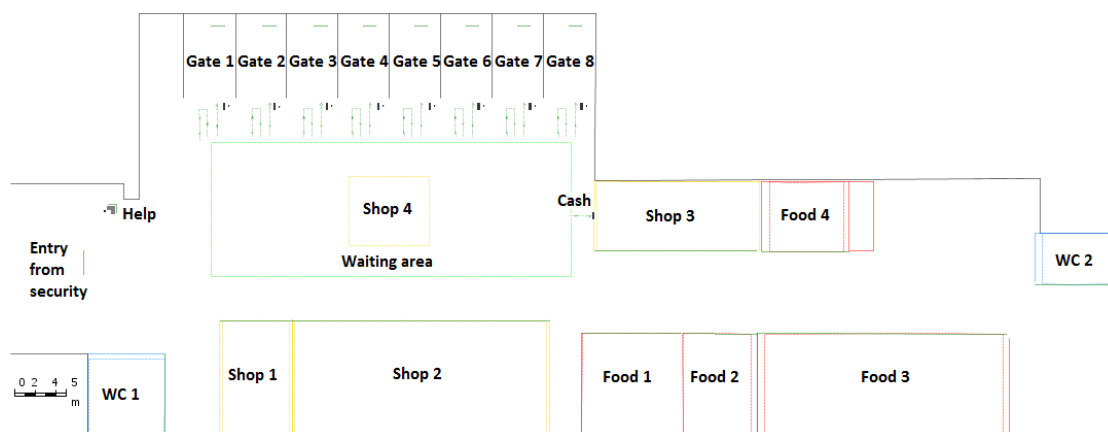 Gate 1 Gate 2 Gate 3 Gate 4 Gate 5 Gate 6 Gate 7 Gate 8
Help
Shop 4
Cash
Shop 3
Food 4
Entry
from
security
Waiting area
WC 2
0 2 4 5
m
WC 1
Shop 1
Shop 2
Food 1
Food 2
Food 3